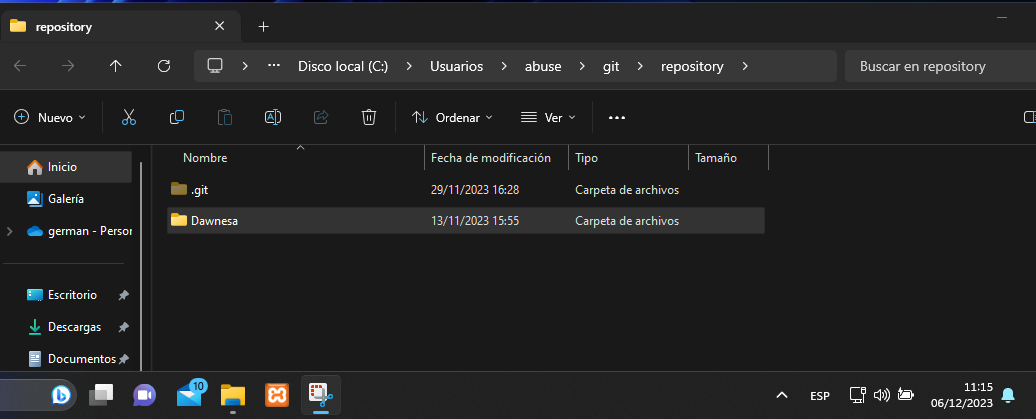 repository
Disco local (C:) Usuarios abuse git repository
Buscar en repository
Nuevo
Ordenar
Ver
Inicio
Galería
german - Person
Escritorio
Descargas
Documentos
Nombre Fecha de modificación Tipo Tamaño
.git 29/11/2023 16:28 Carpeta de archivos
Dawnesa 13/11/2023 15:55 Carpeta de archivos
10
ESP
11:15
06/12/2023